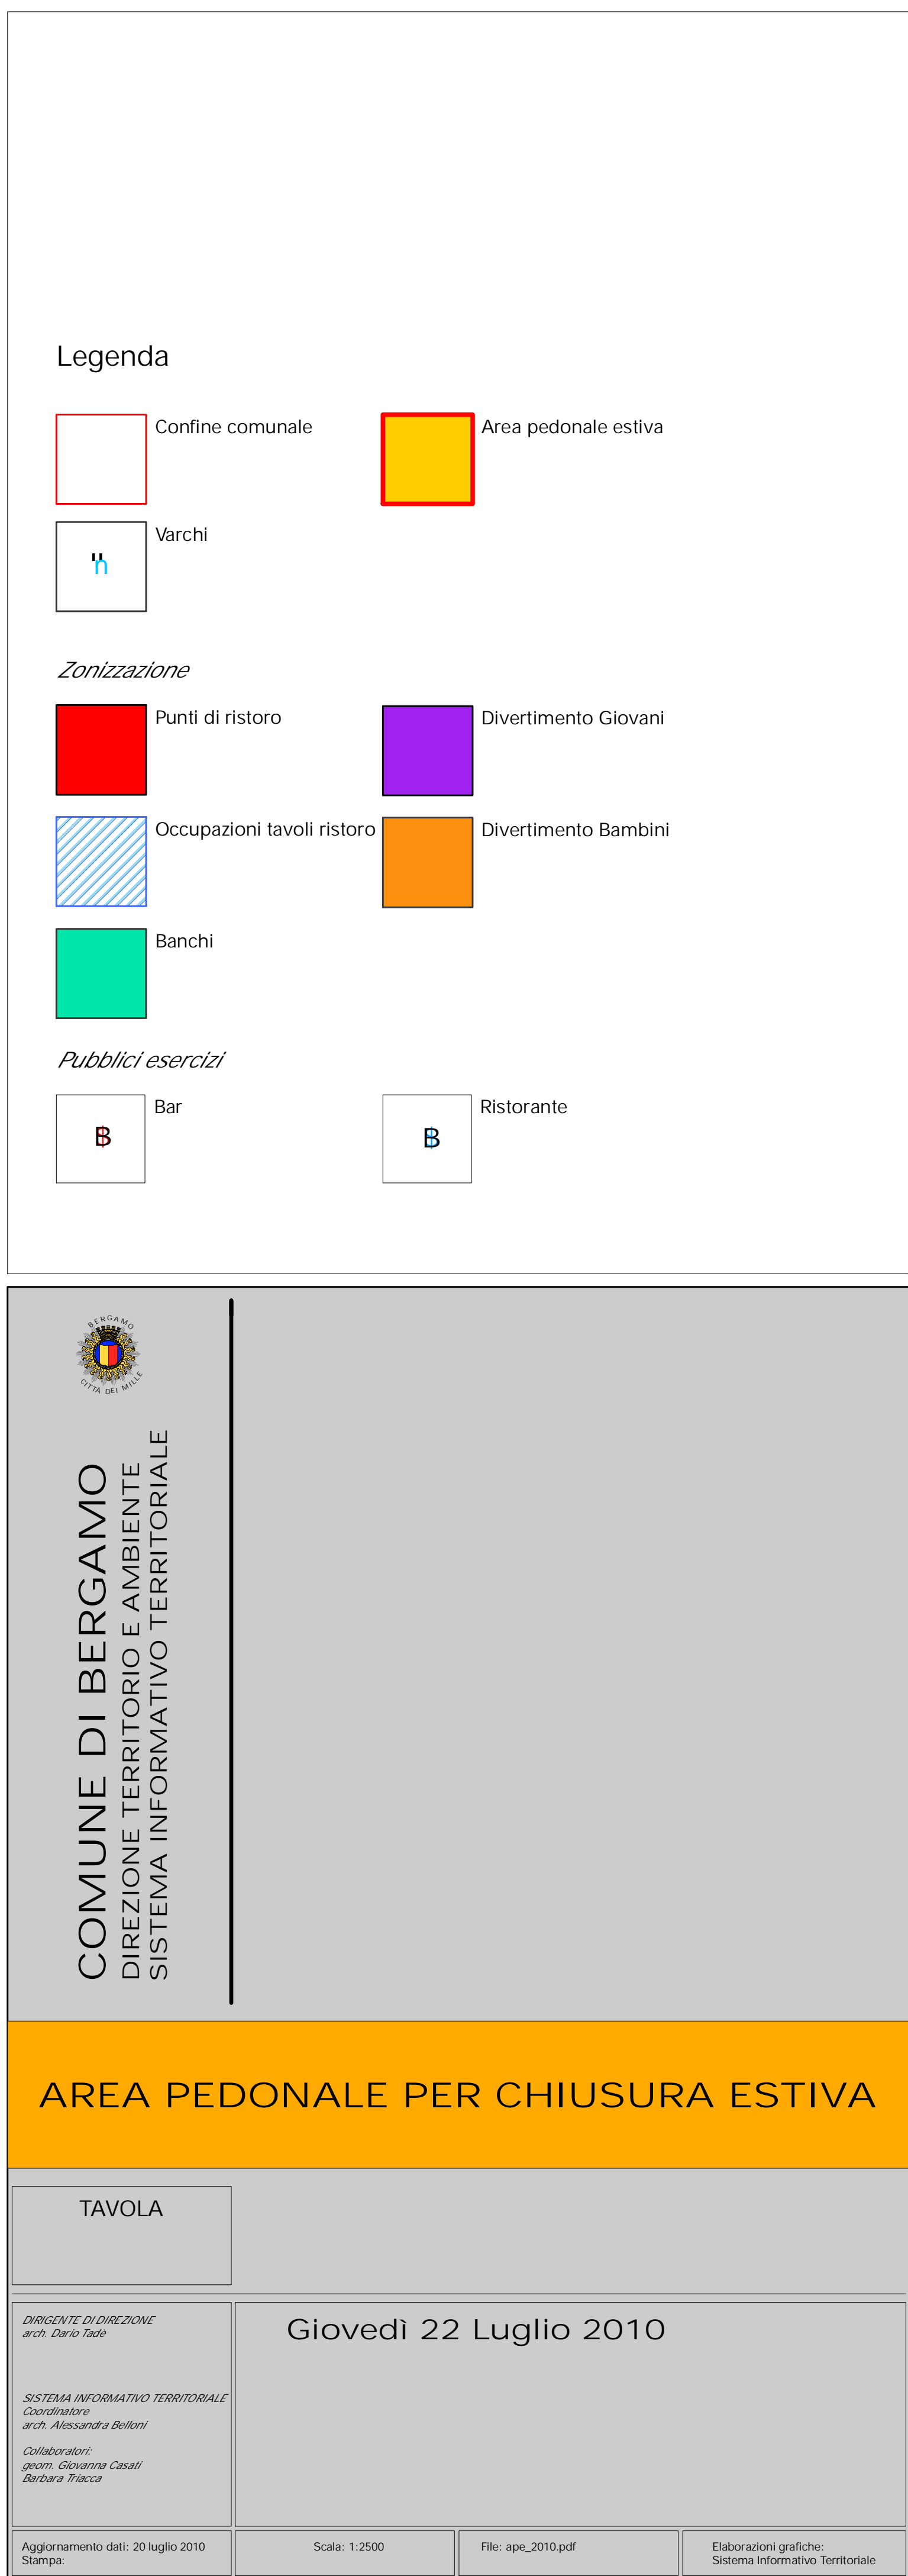 Legenda
Confine comunale
Area pedonale estiva
Varchi
Zonizzazione
Punti di ristoro
Divertimento Giovani
Occupazioni tavoli ristoro
Divertimento Bambini
Banchi
Pubblici esercizi
Bar
Ristorante
BERGAMO
CITTÀ DEI MILLE
COMUNE DI BERGAMO
DIREZIONE TERRITORIO E AMBIENTE
SISTEMA INFORMATIVO TERRITORIALE
AREA PEDONALE PER CHIUSURA ESTIVA
TAVOLA
DIRIGENTE DI DIREZIONE
arch. Dario Tadè
Giovedì 22 Luglio 2010
SISTEMA INFORMATIVO TERRITORIALE
Coordinatore
arch. Alessandra Belloni
Collaboratori:
geom. Giovanna Casati
Barbara Triacca
Aggiornamento dati: 20 luglio 2010
Stampa:
Scala: 1:2500
File: ape_2010.pdf
Elaborazioni grafiche:
Sistema Informativo Territoriale